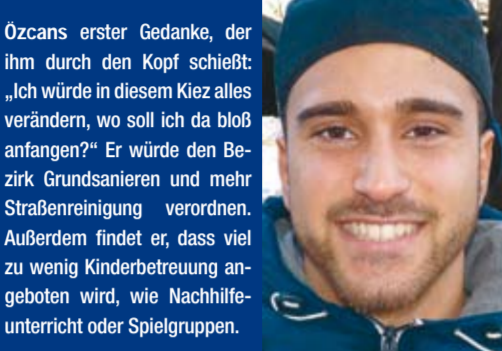 Özcans erster Gedanke, der
ihm durch den Kopf schießt:
„Ich würde in diesem Kiez alles
verändern, wo soll ich da bloß
anfangen?“ Er würde den Be-
zirk Grundsanieren und mehr
Straßenreinigung verordnen.
Außerdem findet er, dass viel
zu wenig Kinderbetreuung an-
geboten wird, wie Nachhilfe-
unterricht oder Spielgruppen.